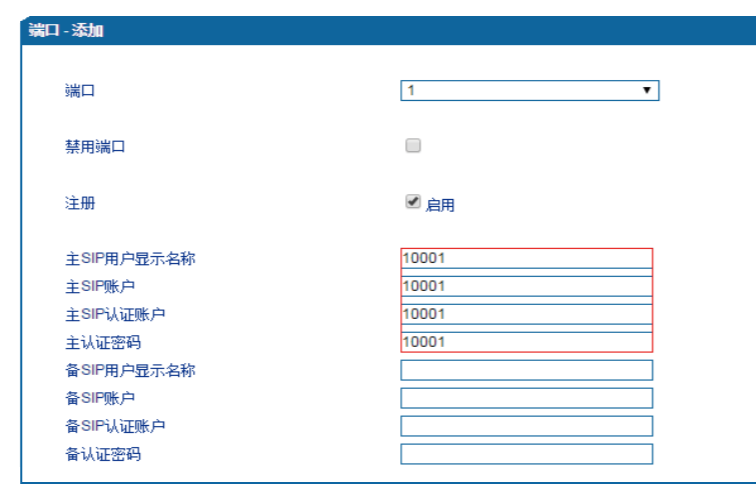 端口 - 添加
端口 1
禁用端口
注册 启用
主SIP用户显示名称 10001
主SIP账户 10001
主SIP认证账户 10001
主认证密码 10001
备SIP用户显示名称
备SIP账户
备SIP认证账户
备认证密码